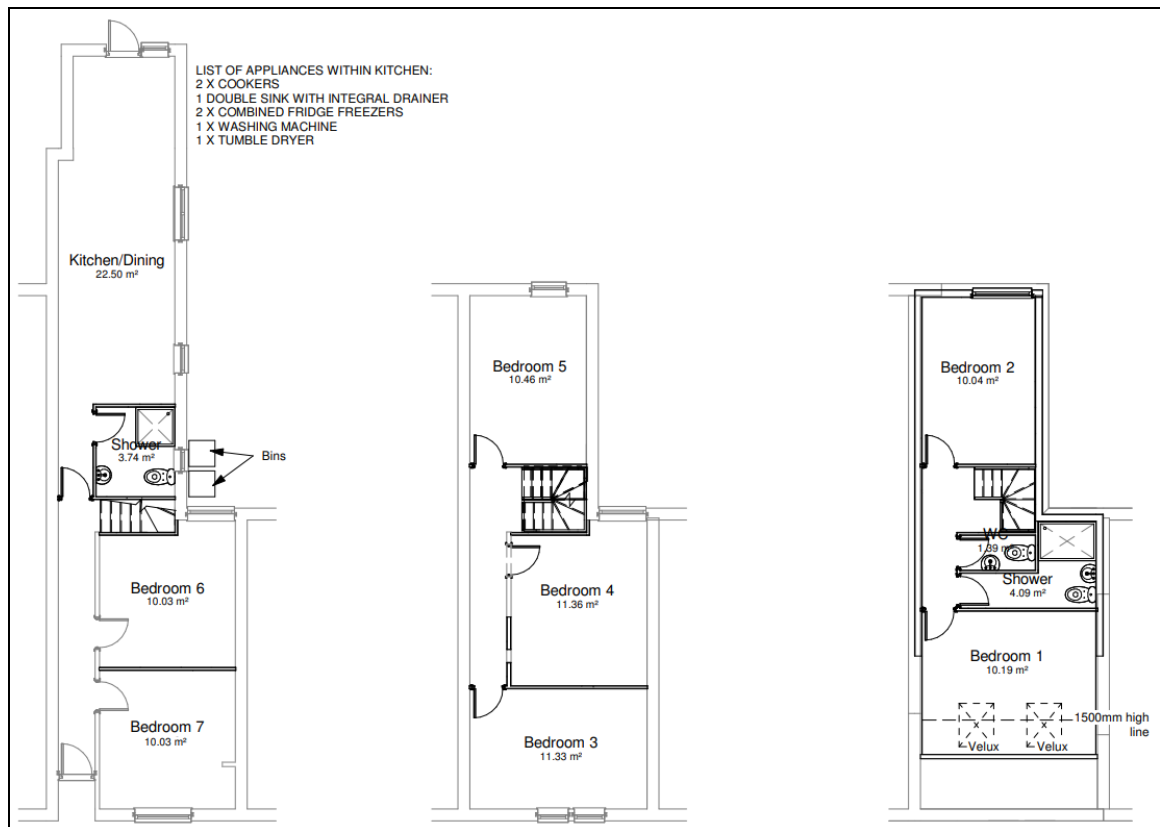 LIST OF APPLIANCES WITHIN KITCHEN:
2 X COOKERS
1 DOUBLE SINK WITH INTEGRAL DRAINER
2 X COMBINED FRIDGE FREEZERS
1 X WASHING MACHINE
1 X TUMBLE DRYER
Kitchen/Dining
22.50 m²
Shower
3.74 m²
Bins
Bedroom 6
10.03 m²
Bedroom 7
10.03 m²
Bedroom 5
10.46 m²
Bedroom 4
11.36 m²
Bedroom 3
11.33 m²
Bedroom 2
10.04 m²
WC
1.39 m²
Shower
4.09 m²
Bedroom 1
10.19 m²
1500mm high
line
Velux
Velux